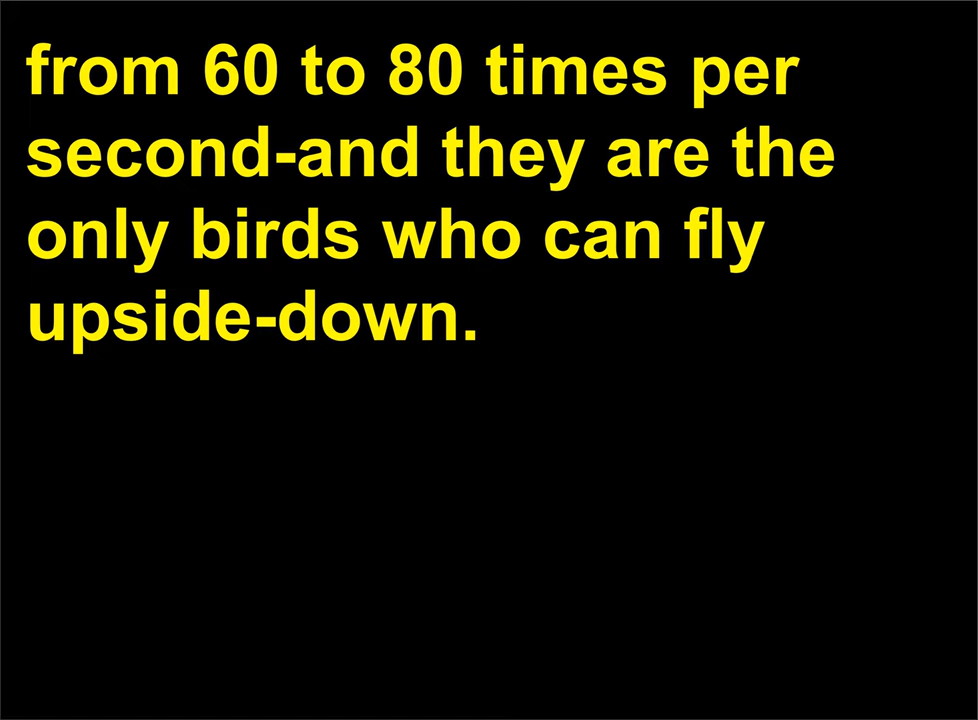 from 60 to 80 times per
second-and they are the
only birds who can fly
upside-down.